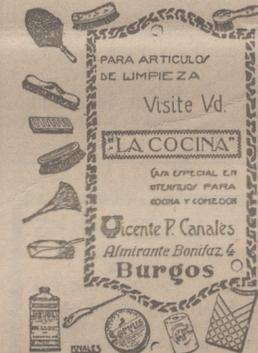 PARA ARTICULOS
DE LIMPIEZA
Visite Vd.
"LA COCINA"
CASA ESPECIAL EN
UTENSILIOS PARA
COCINA Y COMEDOR
Vicente P. Canales
Almirante Bonifaz, 4
Burgos